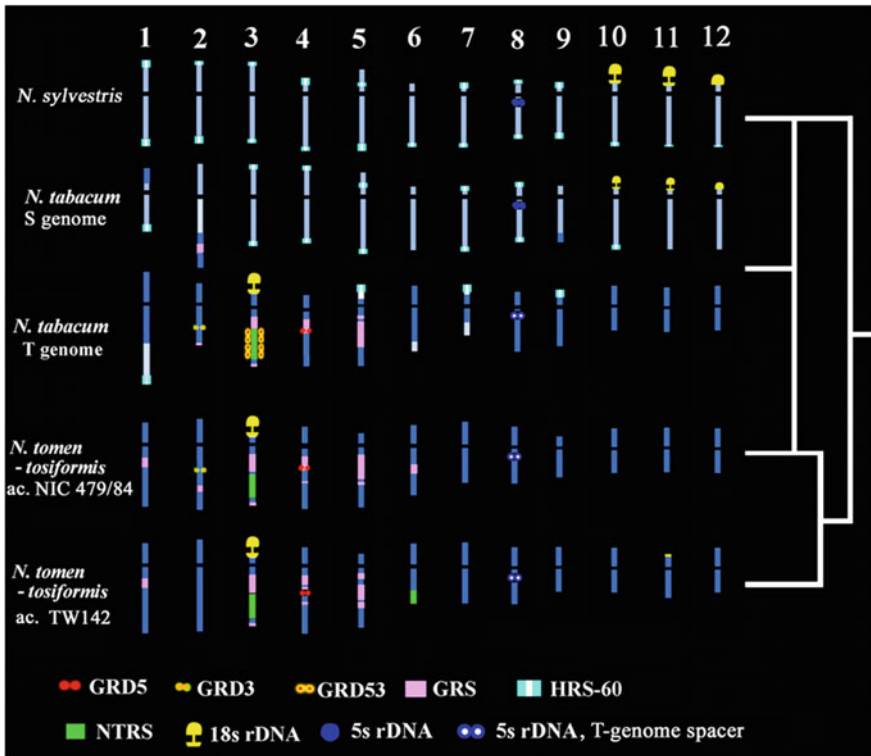 1 2 3 4 5 6 7 8 9 10 11 12
N. sylvestris
N. tabacum
S genome
N. tabacum
T genome
N. tomen
- tosiformis
ac. NIC 479/84
N. tomen
- tosiformis
ac. TW142
GRD5 GRD3 GRD53 GRS HRS-60
NTRS 18s rDNA 5s rDNA 5s rDNA, T-genome spacer